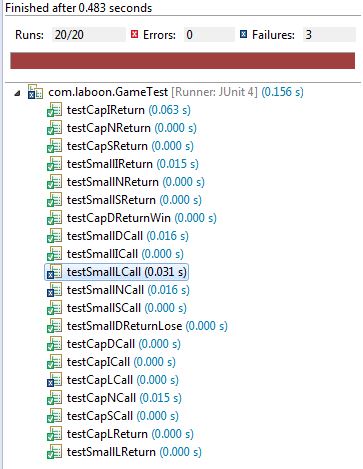 Finished after 0.483 seconds
Runs: 20/20 Errors: 0 Failures: 3
com.laboon.GameTest [Runner: JUnit 4] (0.156 s)
testCapIReturn (0.063 s)
testCapNReturn (0.000 s)
testCapSReturn (0.000 s)
testSmallIReturn (0.015 s)
testSmallNReturn (0.000 s)
testSmallSReturn (0.000 s)
testCapDReturnWin (0.000 s)
testSmallDCall (0.016 s)
testSmallICall (0.000 s)
testSmallLCall (0.031 s)
testSmallNCall (0.016 s)
testSmallSCall (0.000 s)
testSmallDReturnLose (0.000 s)
testCapDCall (0.000 s)
testCapICall (0.000 s)
testCapLCall (0.000 s)
testCapNCall (0.015 s)
testCapSCall (0.000 s)
testCapLReturn (0.000 s)
testSmallLReturn (0.000 s)